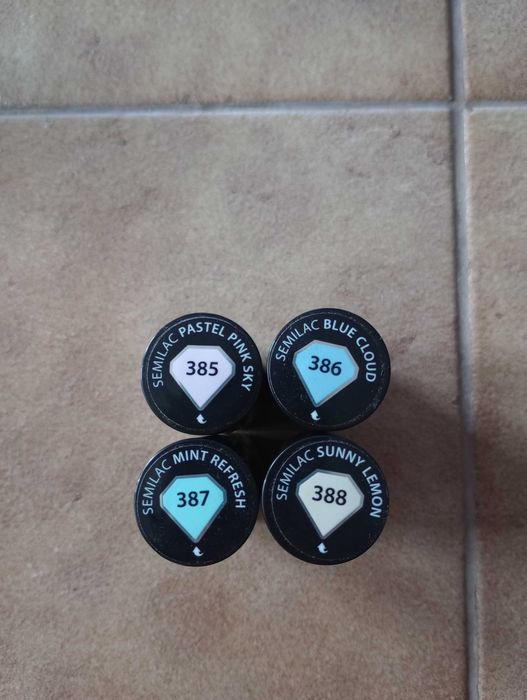 SEMILAC PASTEL PINK SKY
385
SEMILAC BLUE CLOUD
386
SEMILAC MINT REFRESH
387
SEMILAC SUNNY LEMON
388